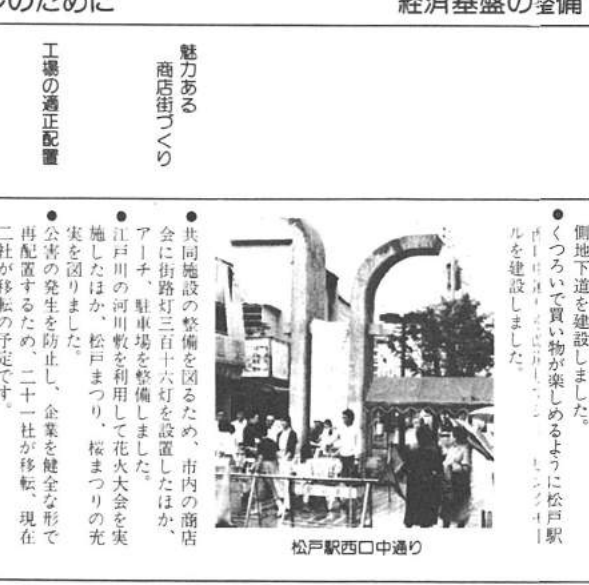 のために
経済基盤の整備
側地下道を建設しました。
●くつろいで買い物が楽しめるように松戸駅
ルを建設しました。
松戸駅西口中通り
魅力ある
商店街づくり
●共同施設の整備を図るため、市内の商店
会に街路灯三百十六灯を設置したほか、
アーチ、駐車場を整備しました。
●江戸川の河川敷を利用して花火大会を実
施したほか、松戸まつり、桜まつりの充
実を図りました。
工場の適正配置
●公害の発生を防止し、企業を健全な形で
再配置するため、二十一社が移転、現在
二社が移転の予定です。